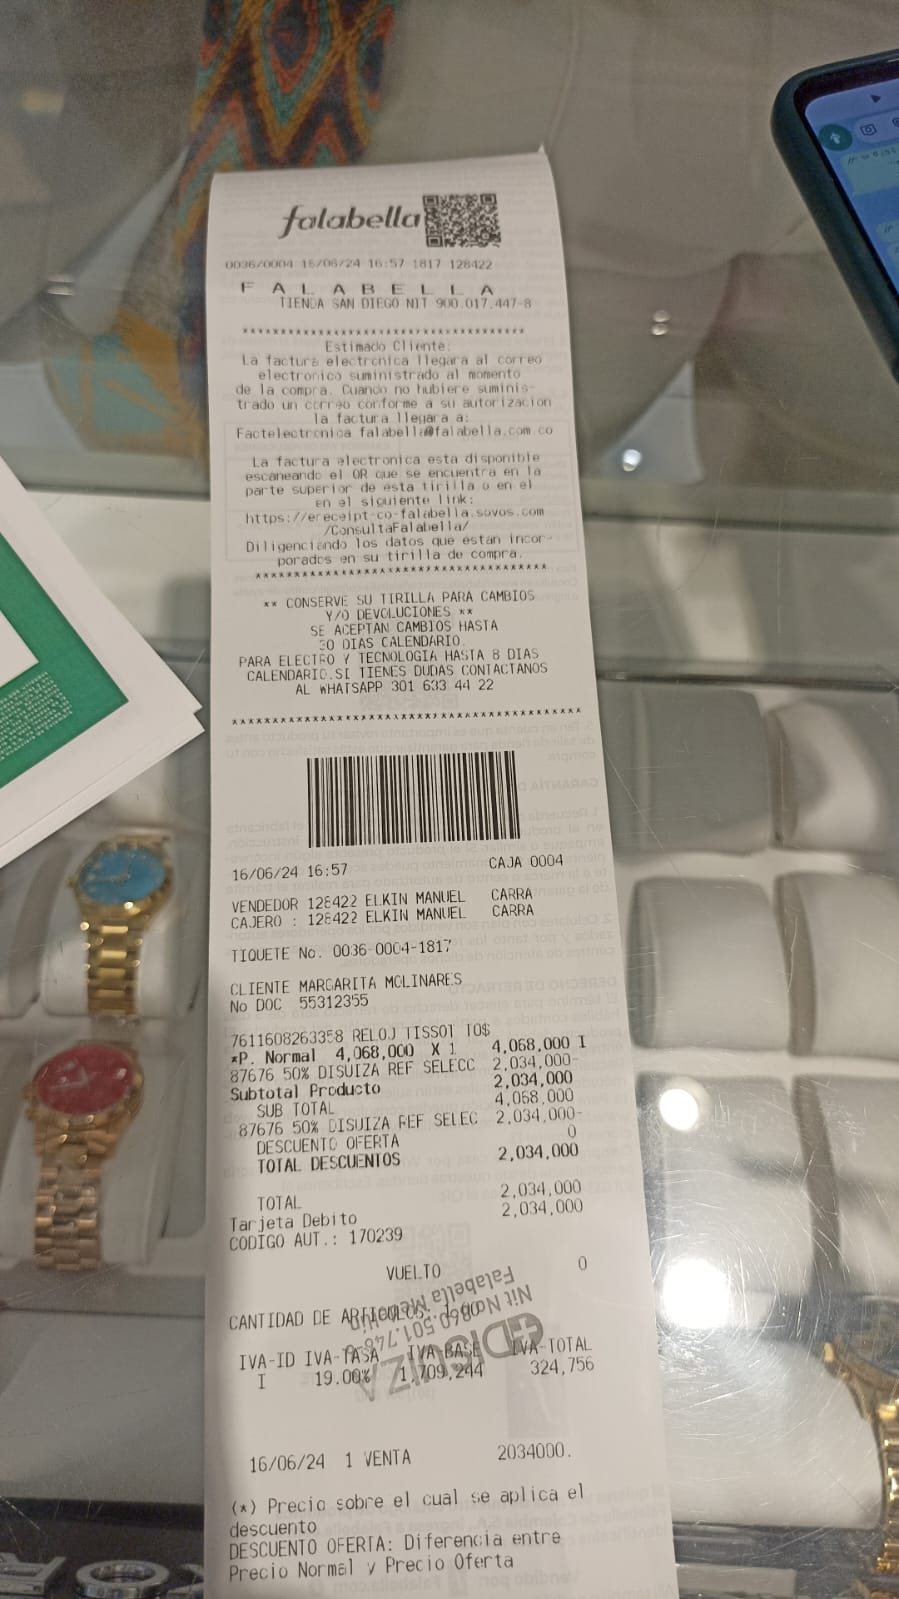 falabella
0036/0004 16/06/24 16:57 1817 128422
F A L A B E L L A
TIENDA SAN DIEGO NIT 900.017.447-8
****************************************
Estimado Cliente:
La factura electronica llegara al correo
electronico suministrado al momento
de la compra. Cuando no hubiere suminis-
trado un correo conforme a su autorizacion
la factura llegara a:
Factelectronica falabella@falabella.com.co
La factura electronica esta disponible
escaneando el QR que se encuentra en la
parte superior de esta tirilla o en el
en el siguiente link:
https://ereceipt-co-falabella.sovos.com
/ConsultaFalabella/
Diligenciando los datos que estan incor-
porados en su tirilla de compra.
****************************************
** CONSERVE SU TIRILLA PARA CAMBIOS
Y/O DEVOLUCIONES **
SE ACEPTAN CAMBIOS HASTA
30 DIAS CALENDARIO.
PARA ELECTRO Y TECNOLOGIA HASTA 8 DIAS
CALENDARIO.SI TIENES DUDAS CONTACTANOS
AL WHATSAPP 301 633 44 22
****************************************
16/06/24 16:57 CAJA 0004
VENDEDOR 128422 ELKIN MANUEL CARRA
CAJERO : 128422 ELKIN MANUEL CARRA
TIQUETE No. 0036-0004-1817
CLIENTE MARGARITA MOLINARES
No DOC 55312355
7611608263358 RELOJ TISSOT TO$
*P. Normal 4,068,000 X 1 4,068,000 I
87676 50% DISUIZA REF SELECC 2,034,000-
Subtotal Producto 2,034,000
SUB TOTAL 4,068,000
87676 50% DISUIZA REF SELEC 2,034,000-
DESCUENTO OFERTA 0
TOTAL DESCUENTOS 2,034,000
TOTAL 2,034,000
Tarjeta Debito 2,034,000
CODIGO AUT.: 170239
VUELTO 0
CANTIDAD DE ARTICULOS:
DISUIZA
Nit No 860.501.748
Falabella Medellin
IVA-ID IVA-TASA IVA-BASE IVA-TOTAL
I 19.00% 1,709,244 324,756
16/06/24 1 VENTA 2034000.
(*) Precio sobre el cual se aplica el
descuento
DESCUENTO OFERTA: Diferencia entre
Precio Normal y Precio Oferta